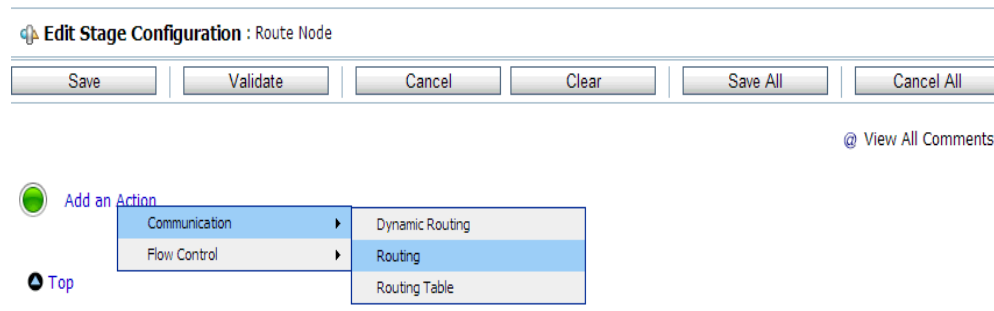 Edit Stage Configuration : Route Node
Save Validate Cancel Clear Save All Cancel All
@ View All Comments
Add an Action
Communication Dynamic Routing
Flow Control Routing
Top Routing Table